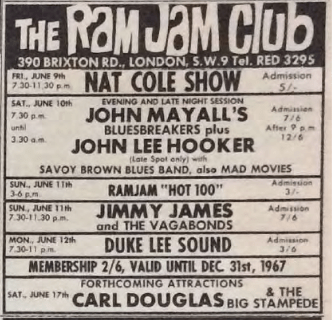 THE RAM JAM CLUB
390 BRIXTON RD., LONDON, S.W.9 Tel. RED 3295
FRI., JUNE 9th
7.30-11.30 p.m.
NAT COLE SHOW
Admission
5/-
SAT., JUNE 10th
7.30 p.m.
until
3.30 a.m.
EVENING AND LATE NIGHT SESSION
JOHN MAYALL'S
BLUESBREAKERS plus
JOHN LEE HOOKER
(Late Spot only) with
SAVOY BROWN BLUES BAND, also MAD MOVIES
Admission
7/6
After 9 p.m
12/6
SUN., JUNE 11th
3-6 p.m.
RAMJAM "HOT 100"
Admission
3/-
SUN., JUNE 11th
7.30-11.30 p.m.
JIMMY JAMES
and THE VAGABONDS
Admission
7/6
MON., JUNE 12th
7.30-11 p.m.
DUKE LEE SOUND
Admission
3/6
MEMBERSHIP 2/6, VALID UNTIL DEC. 31st, 1967
FORTHCOMING ATTRACTIONS
SAT., JUNE 17th
CARL DOUGLAS & THE
BIG STAMPEDE